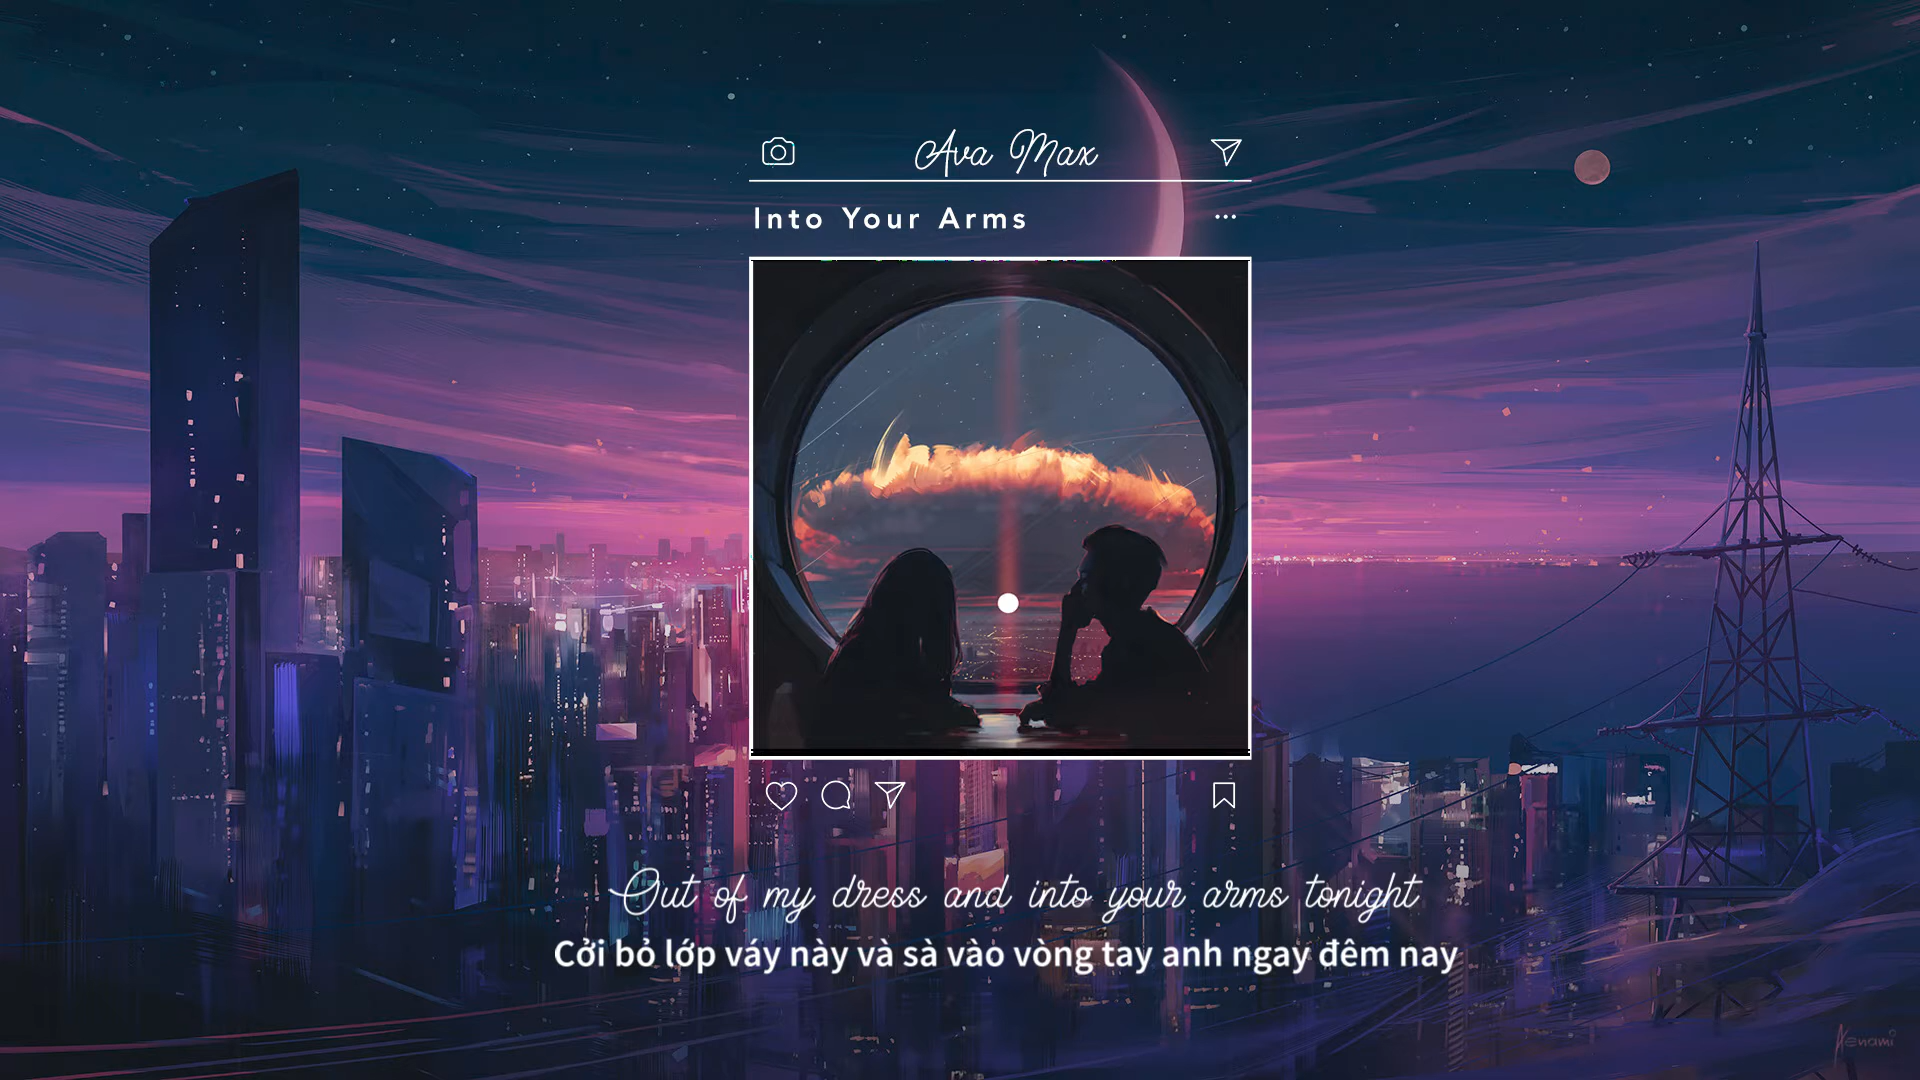 Ava Max
Into Your Arms
Out of my dress and into your arms tonight
Cởi bỏ lớp váy này và sà vào vòng tay anh ngay đêm nay
Aenami